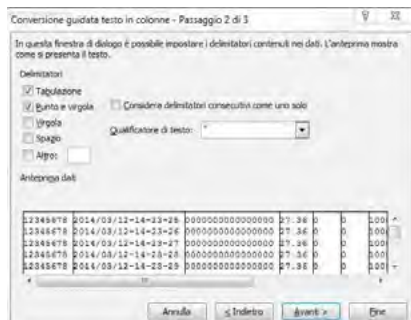 Conversione guidata testo in colonne - Passaggio 2 di 3
In questa finestra di dialogo è possibile impostare i delimitatori contenuti nei dati. L'anteprima mostra
come si presenta il testo.
Delimitatori
Tabulazione
Punto e virgola
Considera delimitatori consecutivi come uno solo
Virgola
Qualificatore di testo: "
Spazio
Altro:
Anteprima dati
12345678 2014/03/12-14-23-25 0000000000000000 27.36 0 0 100
12345678 2014/03/12-14-23-26 0000000000000000 27.36 0 0 100
12345678 2014/03/12-14-23-27 0000000000000000 27.36 0 0 100
12345678 2014/03/12-14-23-28 0000000000000000 27.36 0 0 100
12345678 2014/03/12-14-23-29 0000000000000000 27.36 0 0 100
Annulla < Indietro Avanti > Fine